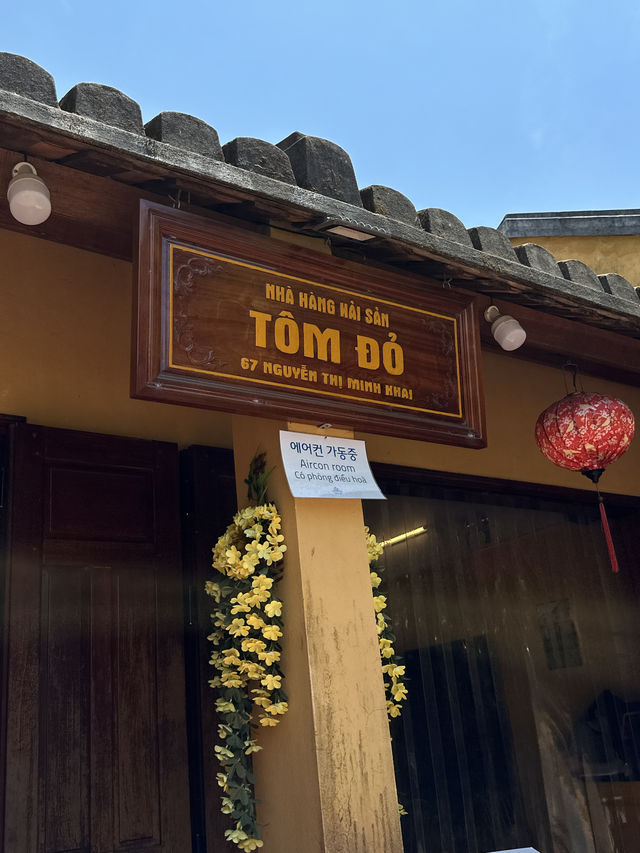 NHÀ HÀNG HẢI SẢN
TÔM ĐỎ
67 NGUYỄN THỊ MINH KHAI
에어컨 가동중
Aircon room
Có phòng điều hoà